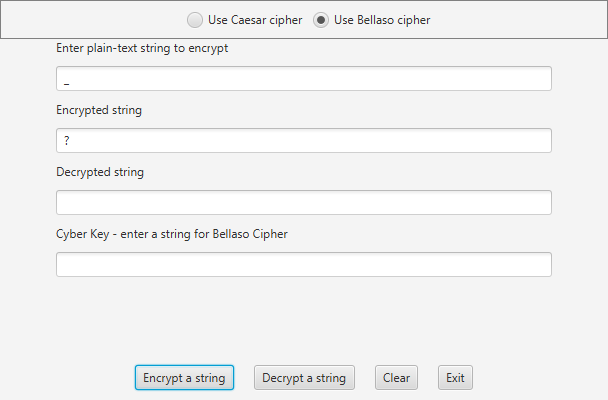 Use Caesar cipher Use Bellaso cipher
Enter plain-text string to encrypt
_
Encrypted string
?
Decrypted string
Cyber Key - enter a string for Bellaso Cipher
Encrypt a string Decrypt a string Clear Exit